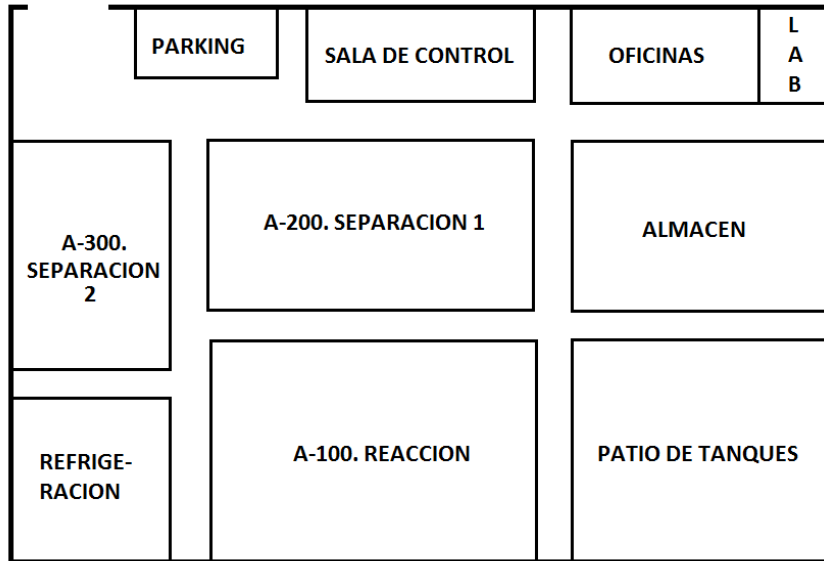 PARKING
SALA DE CONTROL
OFICINAS
L
A
B
A-300.
SEPARACION
2
A-200. SEPARACION 1
ALMACEN
REFRIGE-
RACION
A-100. REACCION
PATIO DE TANQUES